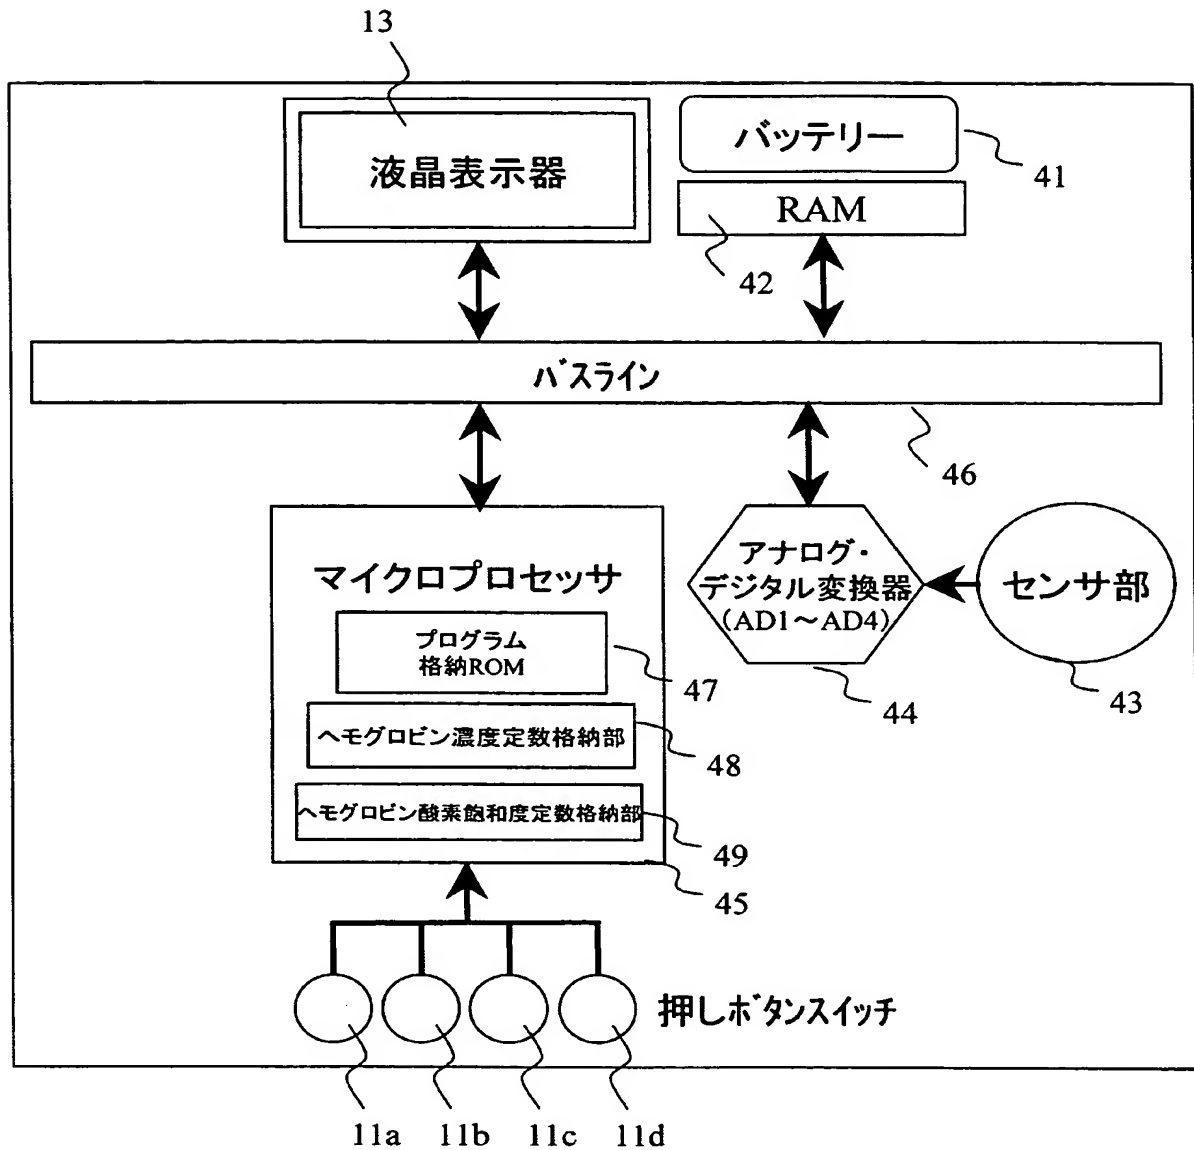 13
液晶表示器
バッテリー
41
RAM
42
バスライン
46
マイクロプロセッサ
プログラム
格納ROM
47
ヘモグロビン濃度定数格納部
48
ヘモグロビン酸素飽和度定数格納部
49
45
アナログ・
デジタル変換器
(AD1〜AD4)
44
センサ部
43
押しボタンスイッチ
11a
11b
11c
11d